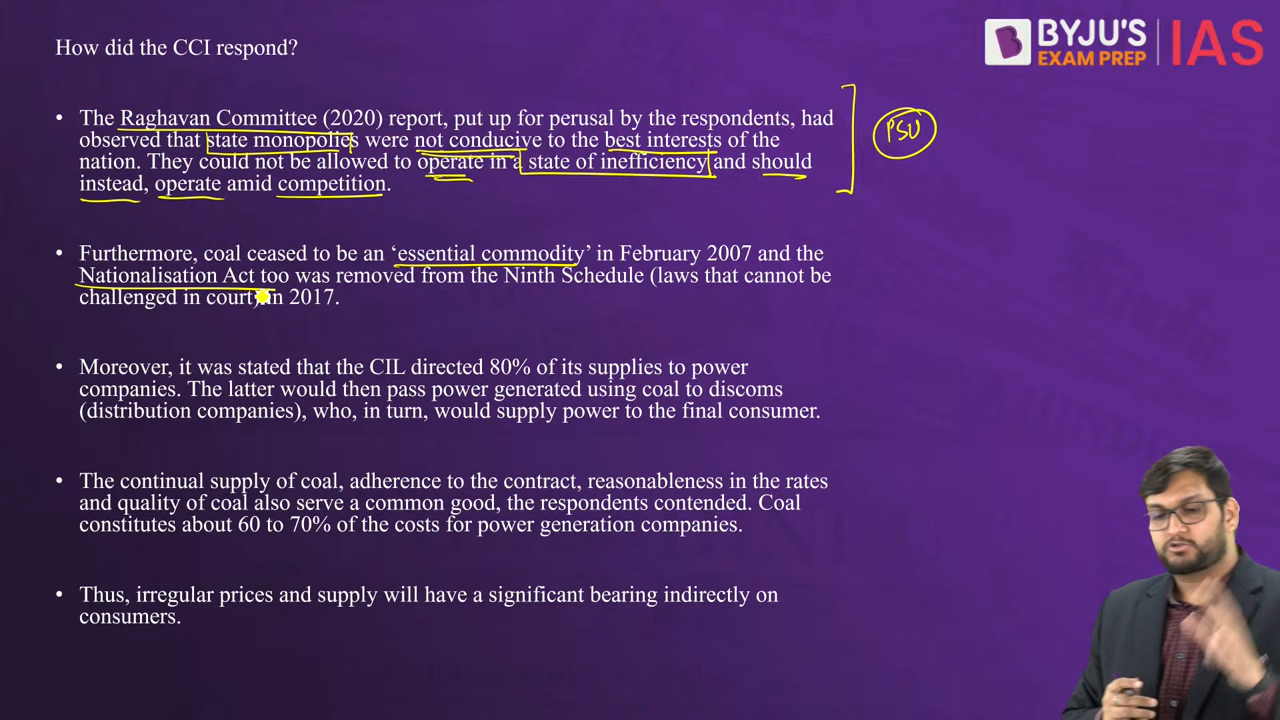 How did the CCI respond?
BYJU'S
EXAM PREP
IAS
• The Raghavan Committee (2020) report, put up for perusal by the respondents, had
observed that state monopolies were not conducive to the best interests of the
nation. They could not be allowed to operate in a state of inefficiency and should
instead, operate amid competition.
PSU
• Furthermore, coal ceased to be an ‘essential commodity’ in February 2007 and the
Nationalisation Act too was removed from the Ninth Schedule (laws that cannot be
challenged in court) in 2017.
• Moreover, it was stated that the CIL directed 80% of its supplies to power
companies. The latter would then pass power generated using coal to discoms
(distribution companies), who, in turn, would supply power to the final consumer.
• The continual supply of coal, adherence to the contract, reasonableness in the rates
and quality of coal also serve a common good, the respondents contended. Coal
constitutes about 60 to 70% of the costs for power generation companies.
• Thus, irregular prices and supply will have a significant bearing indirectly on
consumers.